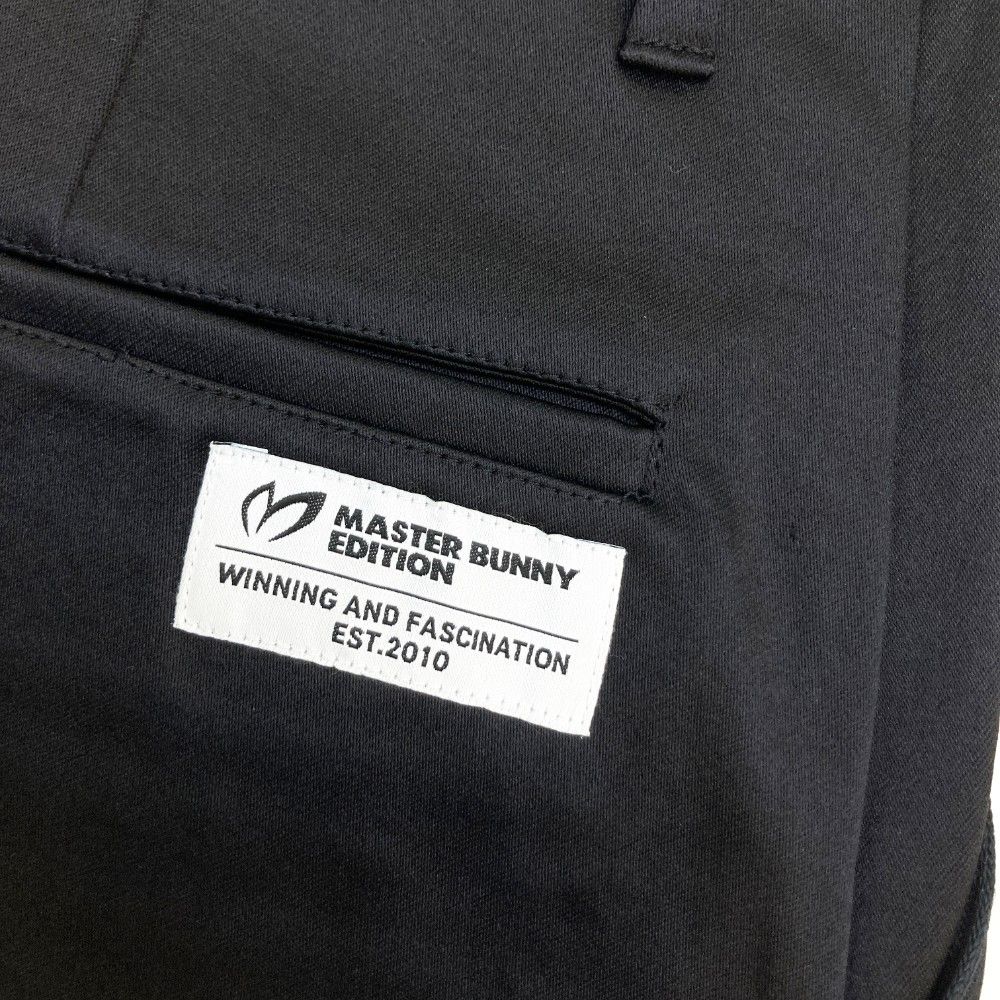 MASTER BUNNY
EDITION
WINNING AND FASCINATION
EST.2010